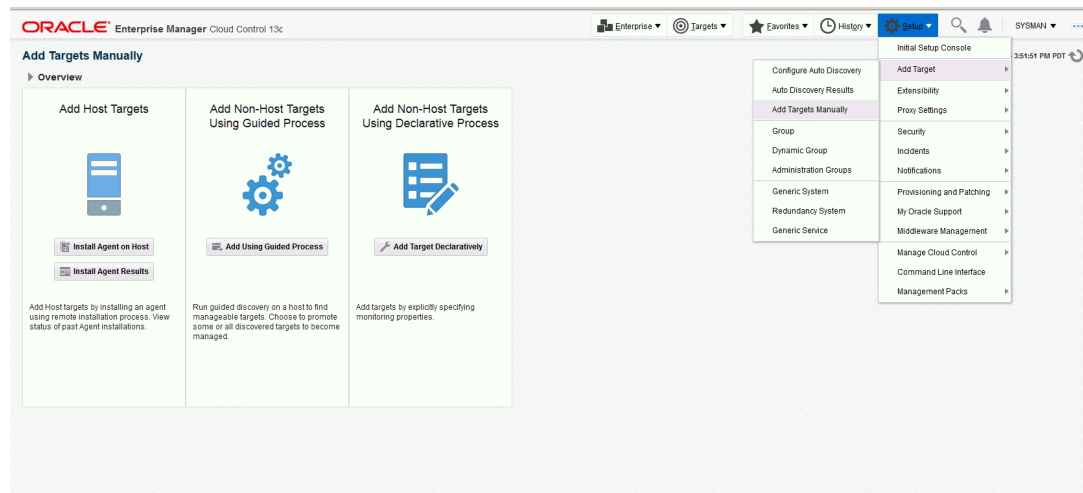 ORACLE Enterprise Manager Cloud Control 13c
Enterprise
Targets
Favorites
History
Setup
SYSMAN
Add Targets Manually
3:51:51 PM PDT
Overview
Add Host Targets
Install Agent on Host
Install Agent Results
Add Host targets by installing an agent
using remote installation process. View
status of past Agent installations.
Add Non-Host Targets
Using Guided Process
Add Using Guided Process
Run guided discovery on a host to find
manageable targets. Choose to promote
some or all discovered targets to become
managed.
Add Non-Host Targets
Using Declarative Process
Add Target Declaratively
Add targets by explicitly specifying
monitoring properties.
Configure Auto Discovery
Auto Discovery Results
Add Targets Manually
Group
Dynamic Group
Administration Groups
Generic System
Redundancy System
Generic Service
Initial Setup Console
Add Target
Extensibility
Proxy Settings
Security
Incidents
Notifications
Provisioning and Patching
My Oracle Support
Middleware Management
Manage Cloud Control
Command Line Interface
Management Packs